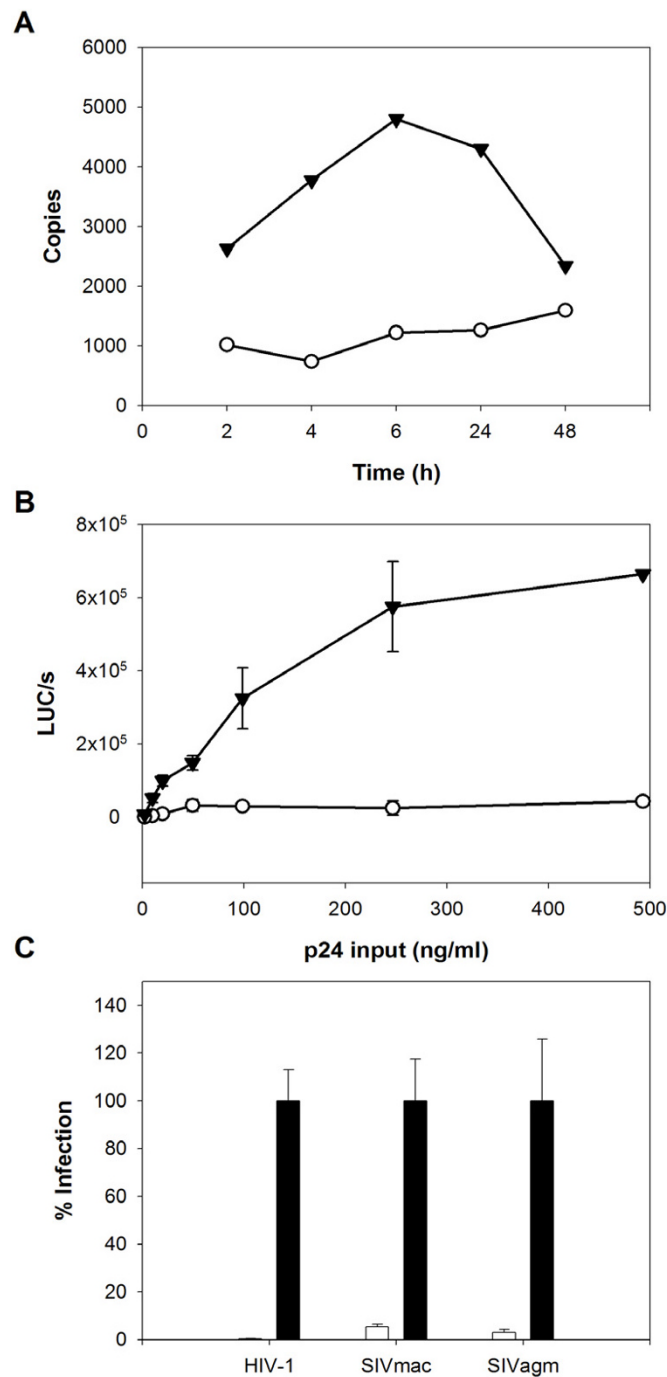 A
6000
5000
4000
3000
2000
1000
0
Copies
0 2 4 6 24 48
Time (h)
B
8x10⁵
6x10⁵
4x10⁵
2x10⁵
0
LUC/s
0 100 200 300 400 500
p24 input (ng/ml)
C
140
120
100
80
60
40
20
0
% Infection
HIV-1 SIVmac SIVagm